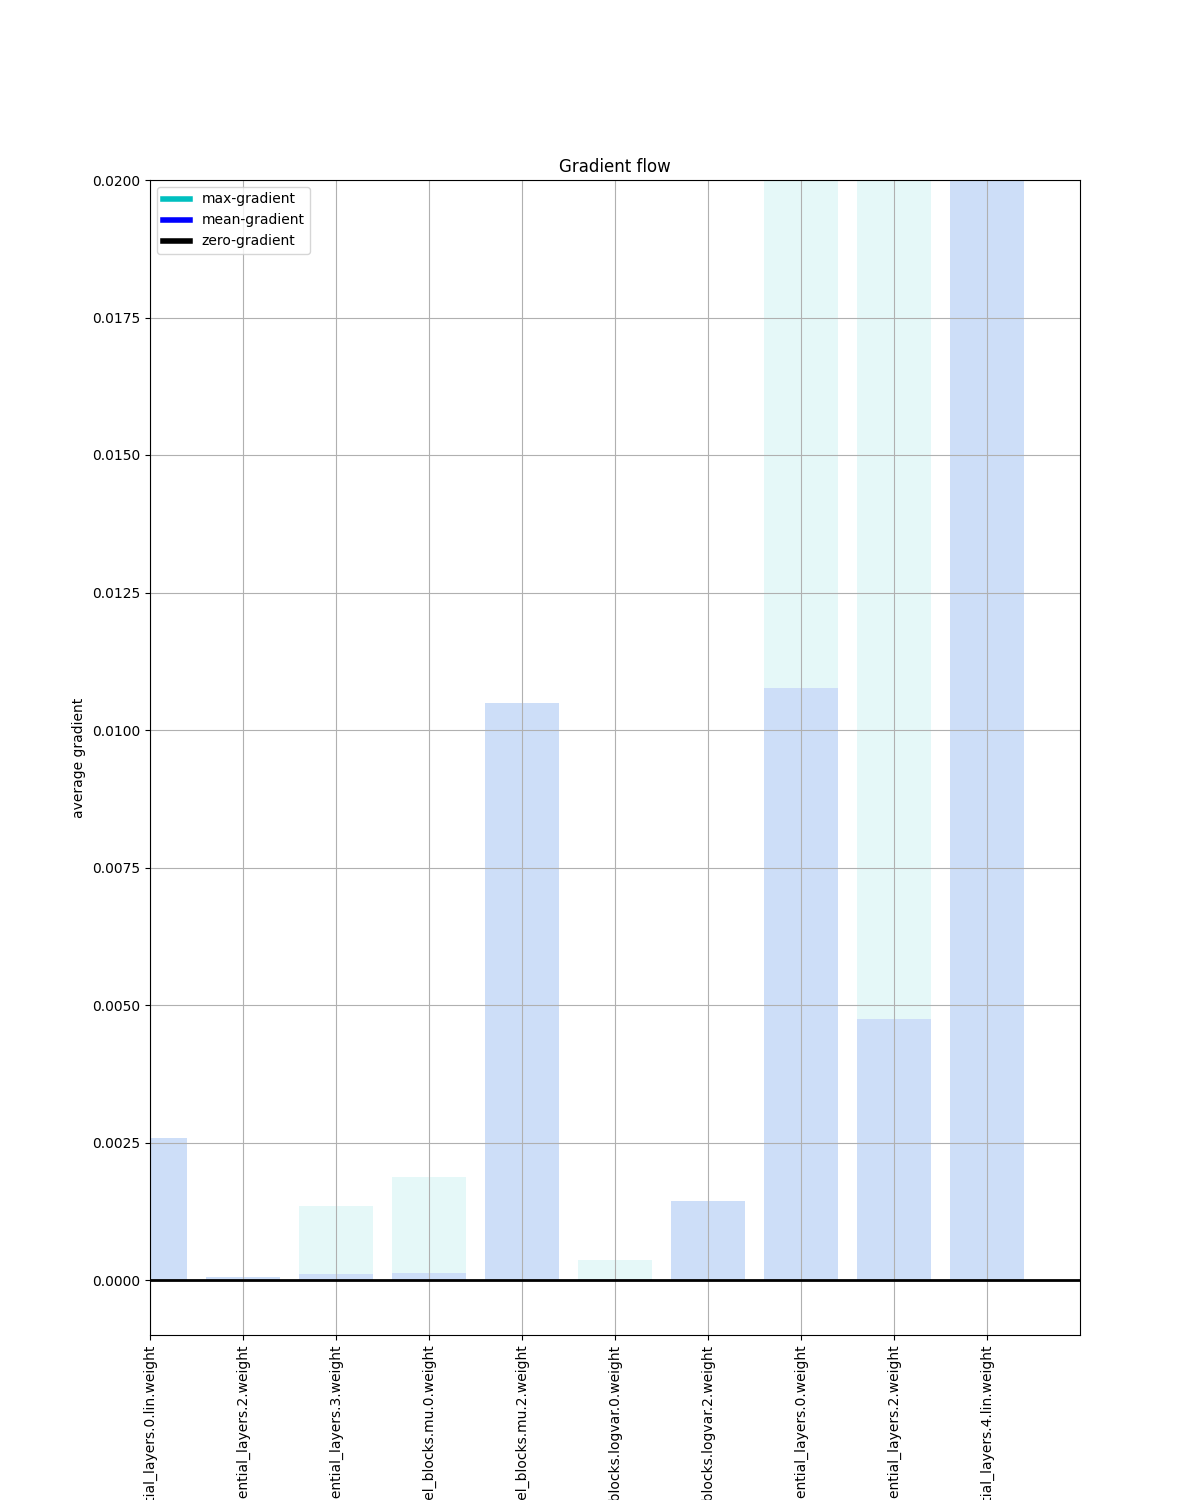 Gradient flow
max-gradient
mean-gradient
zero-gradient
0.0200
0.0175
0.0150
0.0125
0.0100
0.0075
0.0050
0.0025
0.0000
average gradient
tial_layers.0.lin.weight
ential_layers.2.weight
ential_layers.3.weight
el_blocks.mu.0.weight
el_blocks.mu.2.weight
blocks.logvar.0.weight
blocks.logvar.2.weight
ential_layers.0.weight
ential_layers.2.weight
tial_layers.4.lin.weight